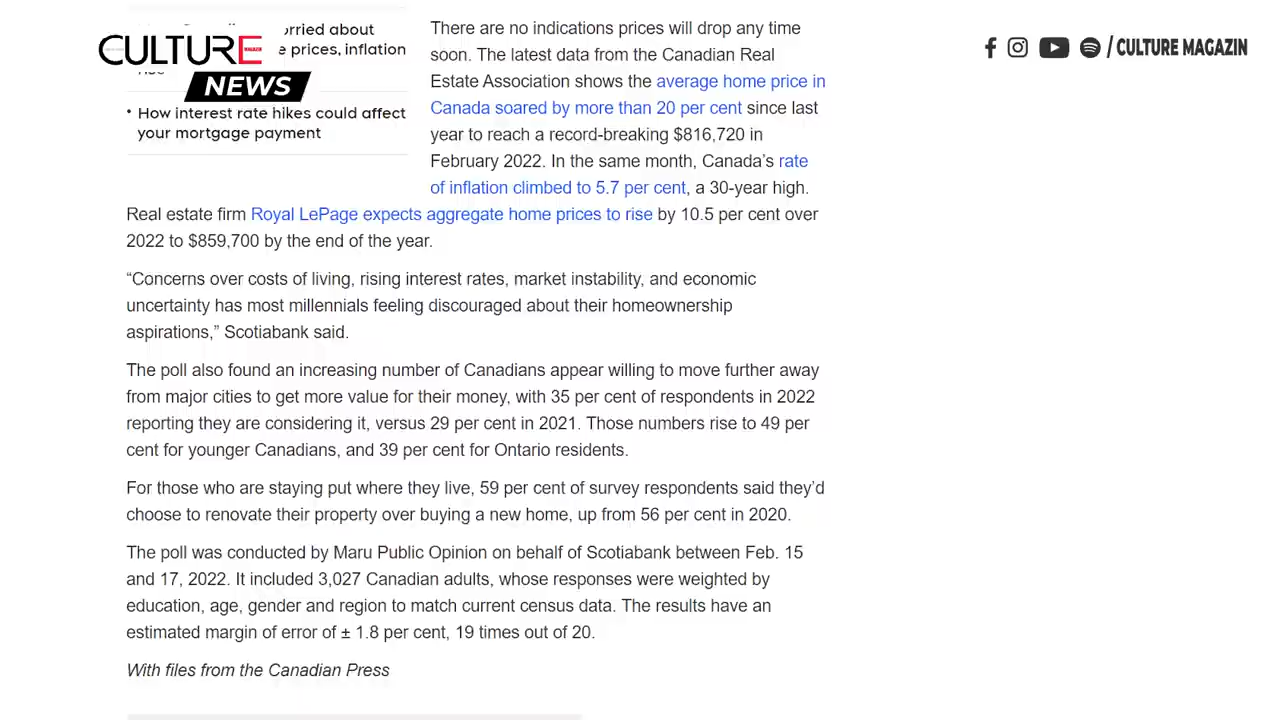 CULTURE
NEWS
/ CULTURE MAGAZIN
orried about
e prices, inflation
• How interest rate hikes could affect
your mortgage payment
There are no indications prices will drop any time
soon. The latest data from the Canadian Real
Estate Association shows the average home price in
Canada soared by more than 20 per cent since last
year to reach a record-breaking $816,720 in
February 2022. In the same month, Canada’s rate
of inflation climbed to 5.7 per cent, a 30-year high.
Real estate firm Royal LePage expects aggregate home prices to rise by 10.5 per cent over
2022 to $859,700 by the end of the year.
“Concerns over costs of living, rising interest rates, market instability, and economic
uncertainty has most millennials feeling discouraged about their homeownership
aspirations,” Scotiabank said.
The poll also found an increasing number of Canadians appear willing to move further away
from major cities to get more value for their money, with 35 per cent of respondents in 2022
reporting they are considering it, versus 29 per cent in 2021. Those numbers rise to 49 per
cent for younger Canadians, and 39 per cent for Ontario residents.
For those who are staying put where they live, 59 per cent of survey respondents said they’d
choose to renovate their property over buying a new home, up from 56 per cent in 2020.
The poll was conducted by Maru Public Opinion on behalf of Scotiabank between Feb. 15
and 17, 2022. It included 3,027 Canadian adults, whose responses were weighted by
education, age, gender and region to match current census data. The results have an
estimated margin of error of ± 1.8 per cent, 19 times out of 20.
With files from the Canadian Press